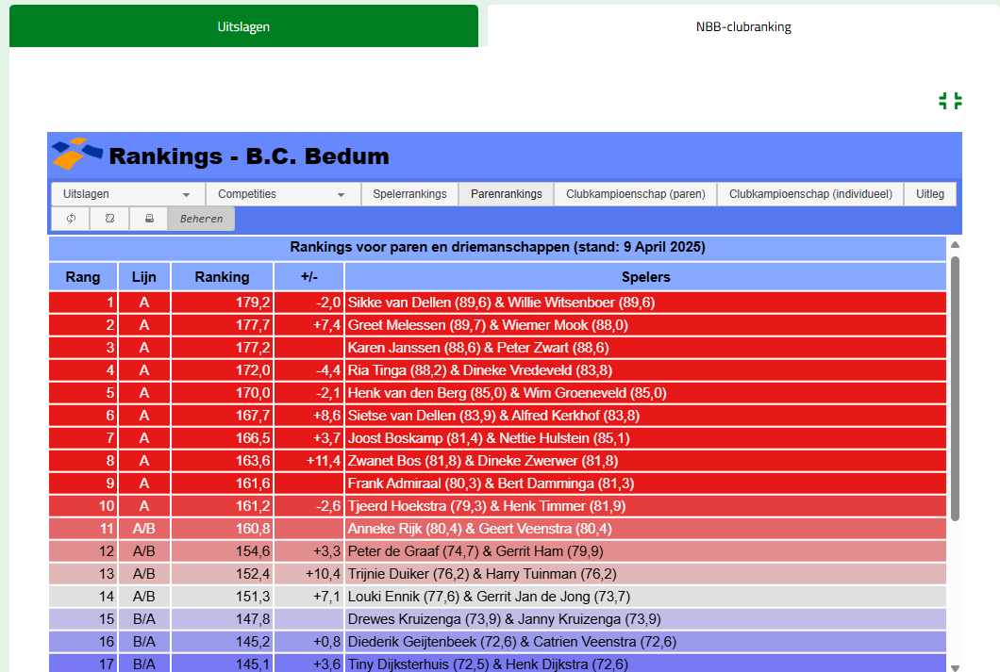 Uitslagen NBB-clubranking
Rankings - B.C. Bedum
Uitslagen Competities Spelerrankings Parenrankings Clubkampioenschap (paren) Clubkampioenschap (individueel) Uitleg
Beheren
Rankings voor paren en driemanschappen (stand: 9 April 2025)
Rang Lijn Ranking +/- Spelers
1 A 179,2 -2,0 Sikke van Dellen (89,6) & Willie Witsenboer (89,6)
2 A 177,7 +7,4 Greet Melessen (89,7) & Wiemer Mook (88,0)
3 A 177,2 Karen Janssen (88,6) & Peter Zwart (88,6)
4 A 172,0 -4,4 Ria Tinga (88,2) & Dineke Vredeveld (83,8)
5 A 170,0 -2,1 Henk van den Berg (85,0) & Wim Groeneveld (85,0)
6 A 167,7 +8,6 Sietse van Dellen (83,9) & Alfred Kerkhof (83,8)
7 A 166,5 +3,7 Joost Boskamp (81,4) & Nettie Hulstein (85,1)
8 A 163,6 +11,4 Zwanet Bos (81,8) & Dineke Zwerwer (81,8)
9 A 161,6 Frank Admiraal (80,3) & Bert Damminga (81,3)
10 A 161,2 -2,6 Tjeerd Hoekstra (79,3) & Henk Timmer (81,9)
11 A/B 160,8 Anneke Rijk (80,4) & Geert Veenstra (80,4)
12 A/B 154,6 +3,3 Peter de Graaf (74,7) & Gerrit Ham (79,9)
13 A/B 152,4 +10,4 Trijnie Duiker (76,2) & Harry Tuinman (76,2)
14 A/B 151,3 +7,1 Louki Ennik (77,6) & Gerrit Jan de Jong (73,7)
15 B/A 147,8 Drewes Kruizenga (73,9) & Janny Kruizenga (73,9)
16 B/A 145,2 +0,8 Diederik Geijtenbeek (72,6) & Catrien Veenstra (72,6)
17 B/A 145,1 +3,6 Tiny Dijksterhuis (72,5) & Henk Dijkstra (72,6)